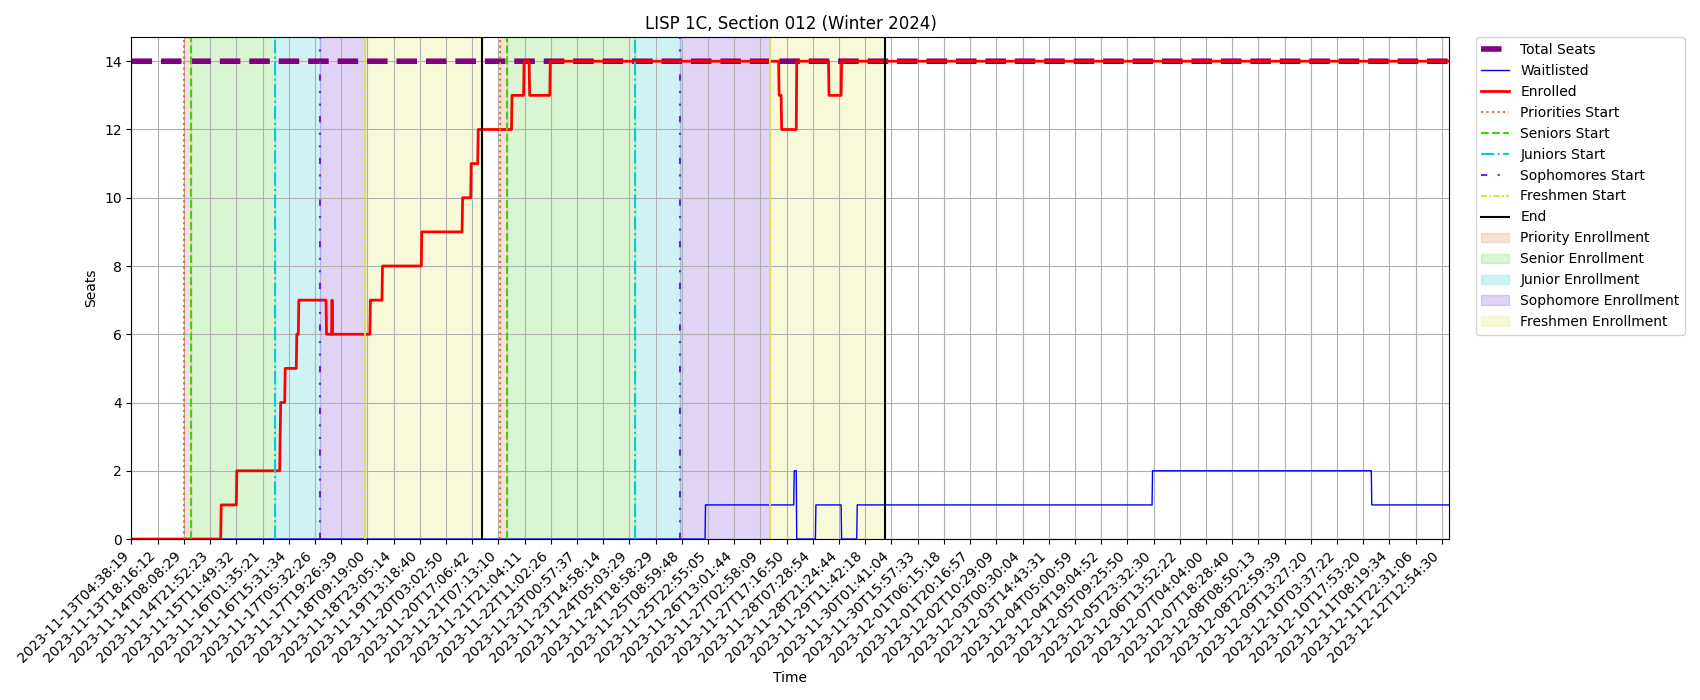 LISP 1C, Section 012 (Winter 2024)
Total Seats
Waitlisted
Enrolled
Priorities Start
Seniors Start
Juniors Start
Sophomores Start
Freshmen Start
End
Priority Enrollment
Senior Enrollment
Junior Enrollment
Sophomore Enrollment
Freshmen Enrollment
Seats
14
12
10
8
6
4
2
0
2023-11-13T04:38:19
2023-11-13T18:16:12
2023-11-14T08:08:29
2023-11-14T21:52:23
2023-11-15T11:49:32
2023-11-16T01:35:21
2023-11-16T15:31:34
2023-11-17T05:32:26
2023-11-17T19:26:39
2023-11-18T09:19:00
2023-11-18T23:05:14
2023-11-19T13:18:40
2023-11-20T03:02:50
2023-11-20T17:06:42
2023-11-21T07:13:10
2023-11-21T21:04:11
2023-11-22T11:02:26
2023-11-23T00:57:37
2023-11-23T14:58:14
2023-11-24T05:03:29
2023-11-24T18:58:29
2023-11-25T08:59:48
2023-11-25T22:55:05
2023-11-26T13:01:44
2023-11-27T02:58:09
2023-11-27T17:16:50
2023-11-28T07:28:54
2023-11-28T21:24:44
2023-11-29T11:42:18
2023-11-30T01:41:04
2023-11-30T15:57:33
2023-12-01T06:15:18
2023-12-01T20:16:57
2023-12-02T10:29:09
2023-12-03T00:30:04
2023-12-03T14:43:31
2023-12-04T05:00:59
2023-12-04T19:04:52
2023-12-05T09:25:50
2023-12-05T23:32:30
2023-12-06T13:52:22
2023-12-07T04:04:00
2023-12-07T18:28:40
2023-12-08T08:50:13
2023-12-08T22:59:39
2023-12-09T13:27:20
2023-12-10T03:37:22
2023-12-10T17:53:20
2023-12-11T08:19:34
2023-12-11T22:31:06
2023-12-12T12:54:30
Time